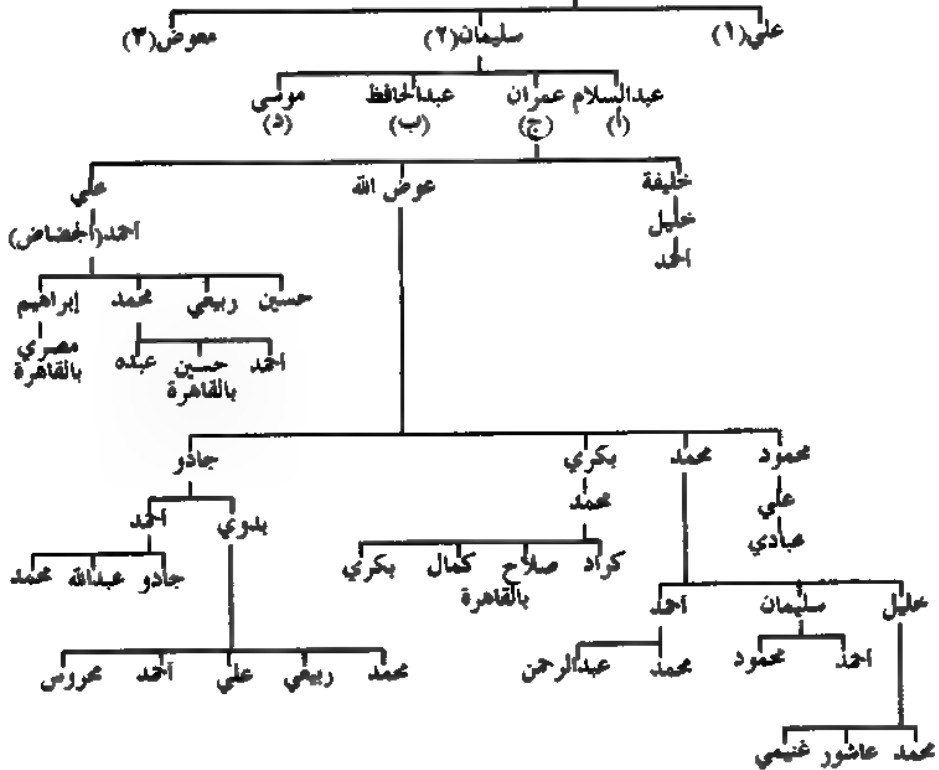 علي(١) سليمان(٢) معوض(٣)
عبدالسلام عمران عبدالحافظ موسى
(أ) (ج) (ب) (د)
خليفة عوض الله علي
خليل أحمد(الجضاض)
أحمد
حسين ربيعي محمد إبراهيم
أحمد حسين عبده مصري
بالقاهرة بالقاهرة
محمود محمد بكري جادو
علي محمد بدوي أحمد
عبادي كراد صلاح كمال بكري جادو عبدالله محمد
بالقاهرة
خليل سليمان أحمد
أحمد محمود محمد عبدالرحمن محمد ربيعي علي أحمد محروس
محمد عاشور غنيمي